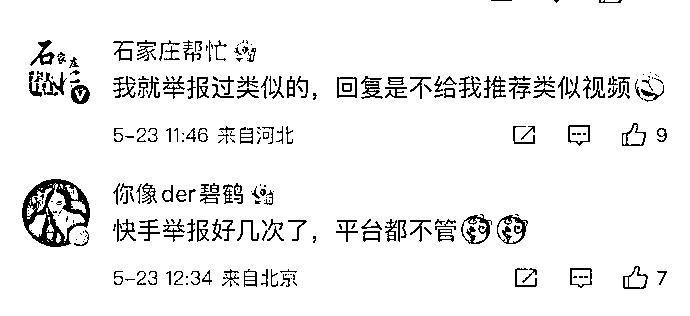 石家庄帮忙
我就举报过类似的，回复是不给我推荐类似视频
5-23 11:46 来自河北
9
你像der碧鹤
快手举报好几次了，平台都不管
5-23 12:34 来自北京
7